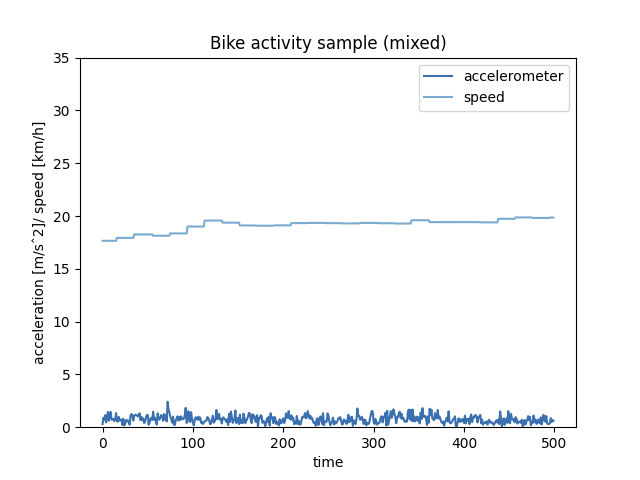 Bike activity sample (mixed)
accelerometer
speed
35
30
25
20
15
10
5
0
acceleration [m/s^2]/ speed [km/h]
0 100 200 300 400 500
time